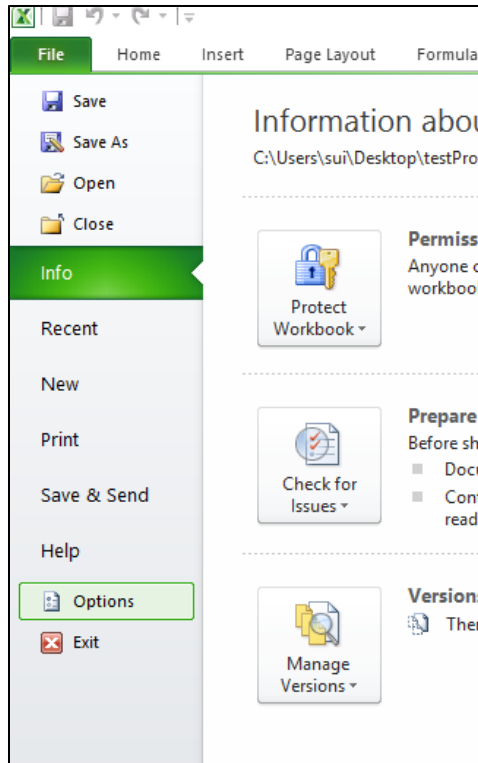 File Home Insert Page Layout Formula
Save
Save As
Open
Close
Info
Recent
New
Print
Save & Send
Help
Options
Exit
Information abou
C:\Users\sui\Desktop\testPro
Protect
Workbook
Permiss
Anyone c
workbool
Check for
Issues
Prepare
Before sh
Docu
Cont
read
Manage
Versions
Versions
Ther